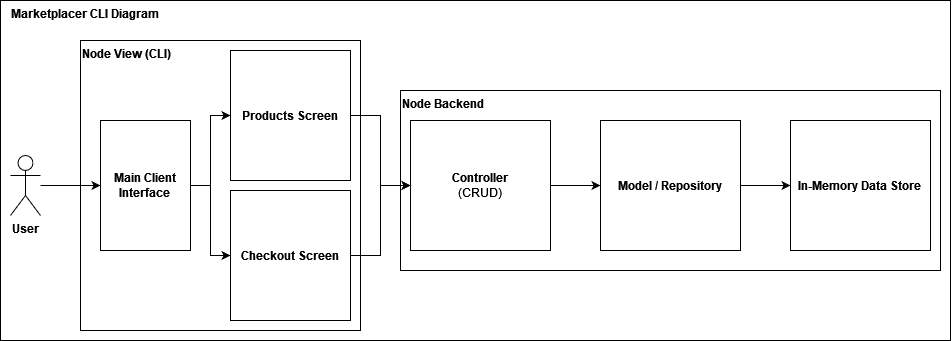 Marketplacer CLI Diagram
Node View (CLI)
Products Screen
Node Backend
Main Client
Interface
Controller
(CRUD)
Model / Repository
In-Memory Data Store
User
Checkout Screen